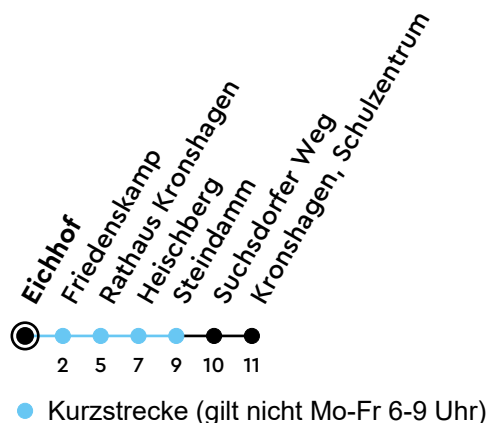 Eichhof
Friedenskamp
Rathaus Kronshagen
Heischberg
Steindamm
Suchsdorfer Weg
Kronshagen, Schulzentrum
2 5 7 9 10 11
Kurzstrecke (gilt nicht Mo-Fr 6-9 Uhr)